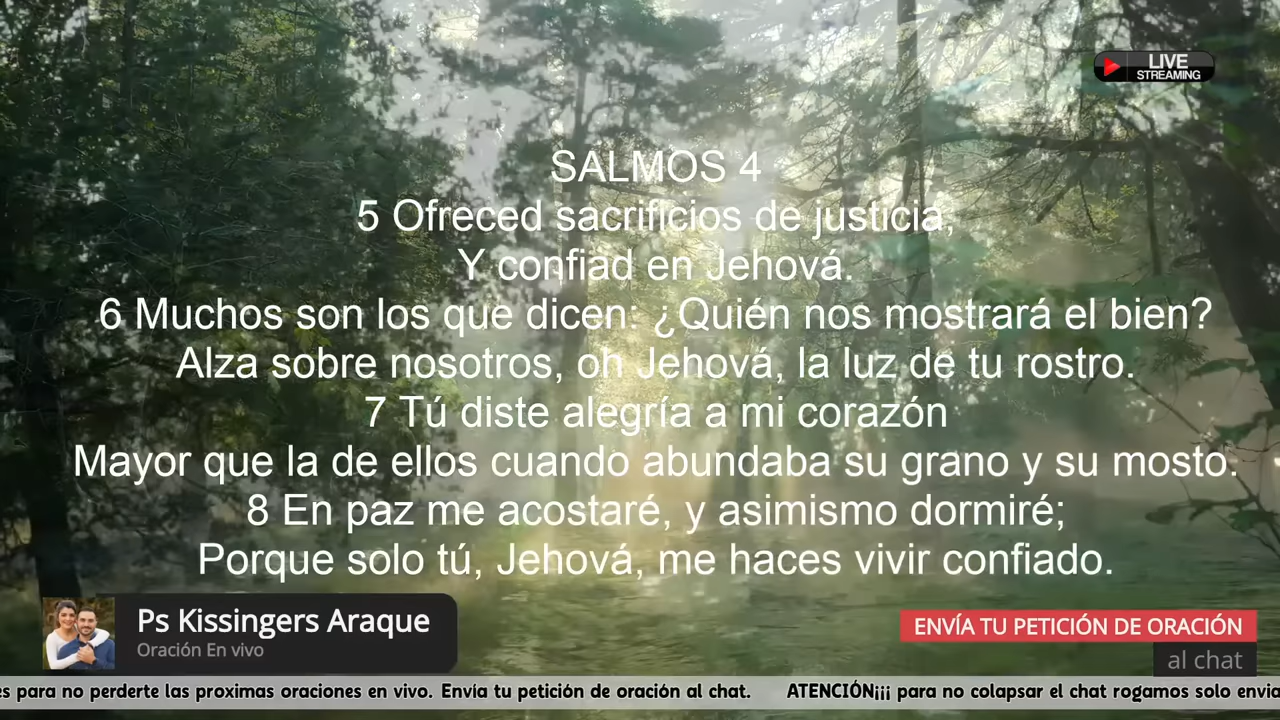 LIVE
STREAMING
SALMOS 4
5 Ofreced sacrificios de justicia,
Y confiad en Jehová.
6 Muchos son los que dicen: ¿Quién nos mostrará el bien?
Alza sobre nosotros, oh Jehová, la luz de tu rostro.
7 Tú diste alegría a mi corazón
Mayor que la de ellos cuando abundaba su grano y su mosto.
8 En paz me acostaré, y asimismo dormiré;
Porque solo tú, Jehová, me haces vivir confiado.
Ps Kissingers Araque
Oración En vivo
ENVÍA TU PETICIÓN DE ORACIÓN
al chat
para no perderte las proximas oraciones en vivo. Envía tu petición de oración al chat. ATENCIÓN¡¡¡ para no colapsar el chat rogamos solo